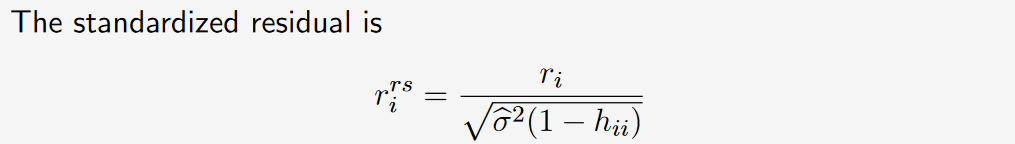 The standardized residual is
$r_i^{rs} = \frac{r_i}{\sqrt{\widehat{\sigma}^2(1 - h_{ii})}}$